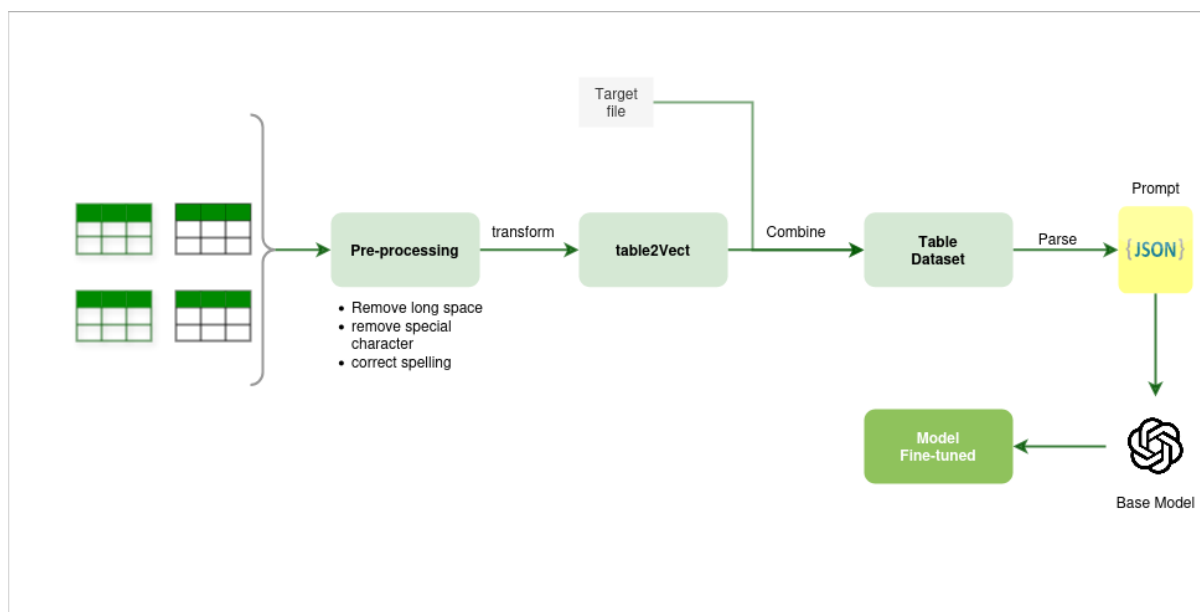 Target
file
Prompt
Pre-processing
transform
table2Vect
Combine
Table
Dataset
Parse
{JSON}
• Remove long space
• remove special
character
• correct spelling
Model
Fine-tuned
Base Model